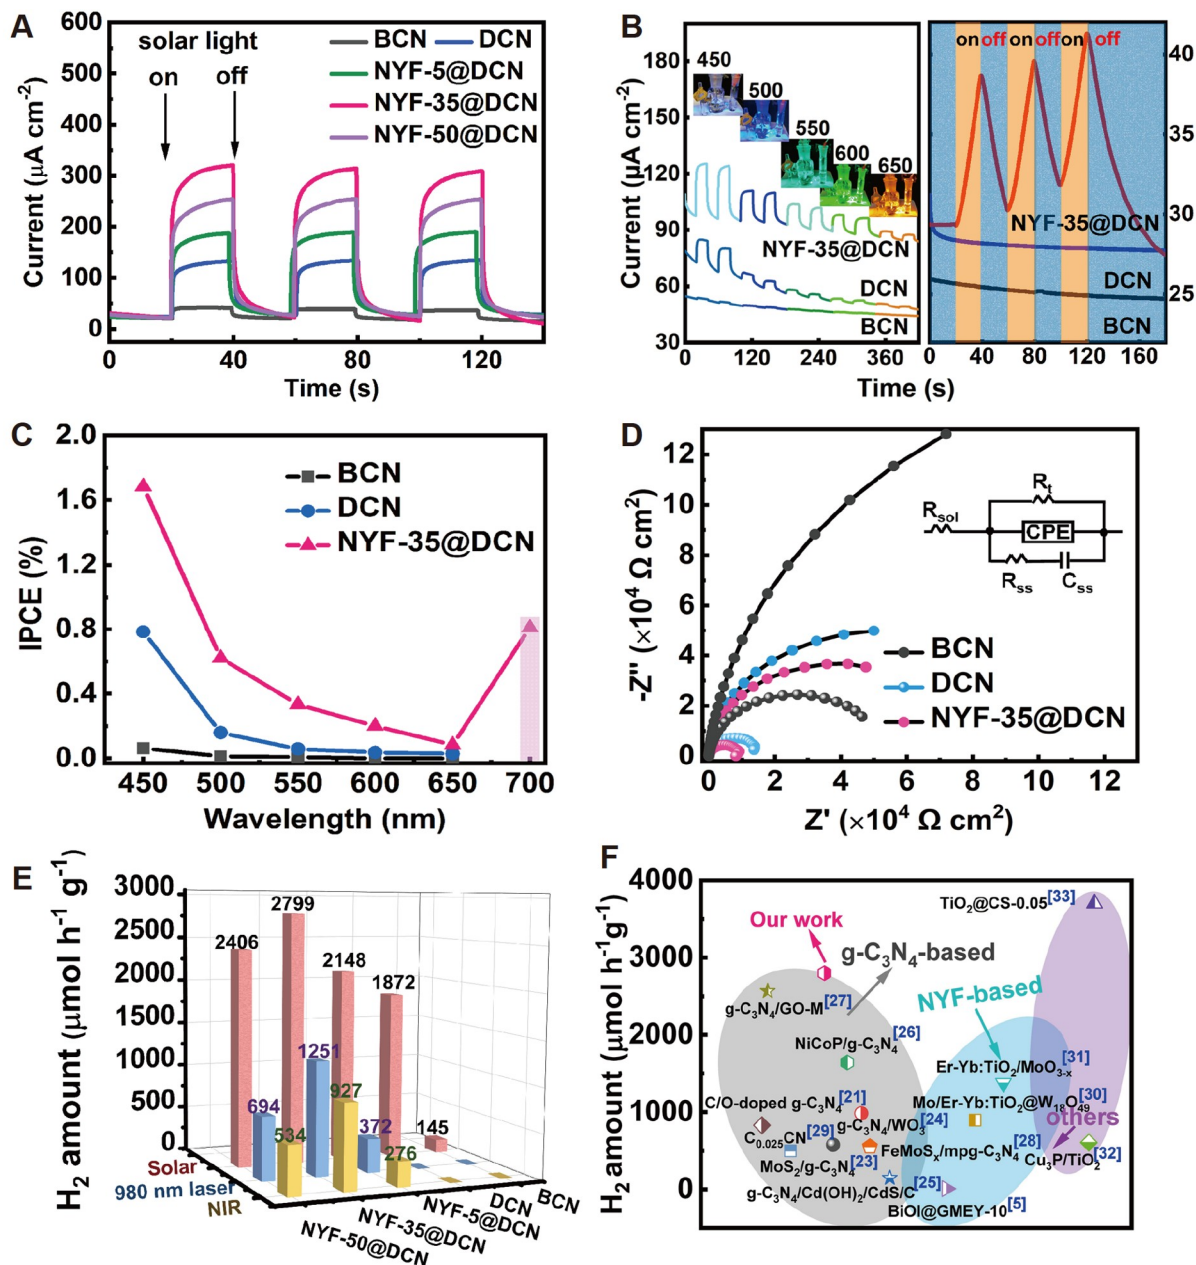 A
600
500
400
300
200
100
0
Current (μA cm-2)
solar light
on
off
BCN
DCN
NYF-5@DCN
NYF-35@DCN
NYF-50@DCN
0
40
80
120
Time (s)
B
180
150
120
90
60
30
Current (μA cm-2)
450
500
550
600
650
NYF-35@DCN
DCN
BCN
0
120
240
360
on off on off on off
40
35
30
25
NYF-35@DCN
DCN
BCN
0
40
80
120
160
Time (s)
C
2.0
1.6
1.2
0.8
0.4
0.0
IPCE (%)
BCN
DCN
NYF-35@DCN
450
500
550
600
650
700
Wavelength (nm)
D
12
10
8
6
4
2
0
-Z'' (×10⁴ Ω cm²)
Rsol
Rt
CPE
Rss
Css
BCN
DCN
NYF-35@DCN
0
2
4
6
8
10
12
Z' (×10⁴ Ω cm²)
E
3000
2500
2000
1500
1000
500
0
H2 amount (μmol h-1 g-1)
2406
2799
2148
1872
145
694
1251
372
534
927
276
Solar
980 nm laser
NIR
NYF-50@DCN
NYF-35@DCN
NYF-5@DCN
DCN
BCN
F
4000
3000
2000
1000
0
H2 amount (μmol h-1g-1)
TiO2@CS-0.05[33]
Our work
g-C3N4-based
g-C3N4/GO-M[27]
NYF-based
NiCoP/g-C3N4[26]
Er-Yb:TiO2/MoO3-x[31]
C/O-doped g-C3N4[21]
Mo/Er-Yb:TiO2@W18O49[30]
g-C3N4/WO3[24]
others
C0.025CN[29]
FeMoSx/mpg-C3N4[28]
Cu3P/TiO2[32]
MoS2/g-C3N4[23]
g-C3N4/Cd(OH)2/CdS/C[25]
BiOI@GMEY-10[5]